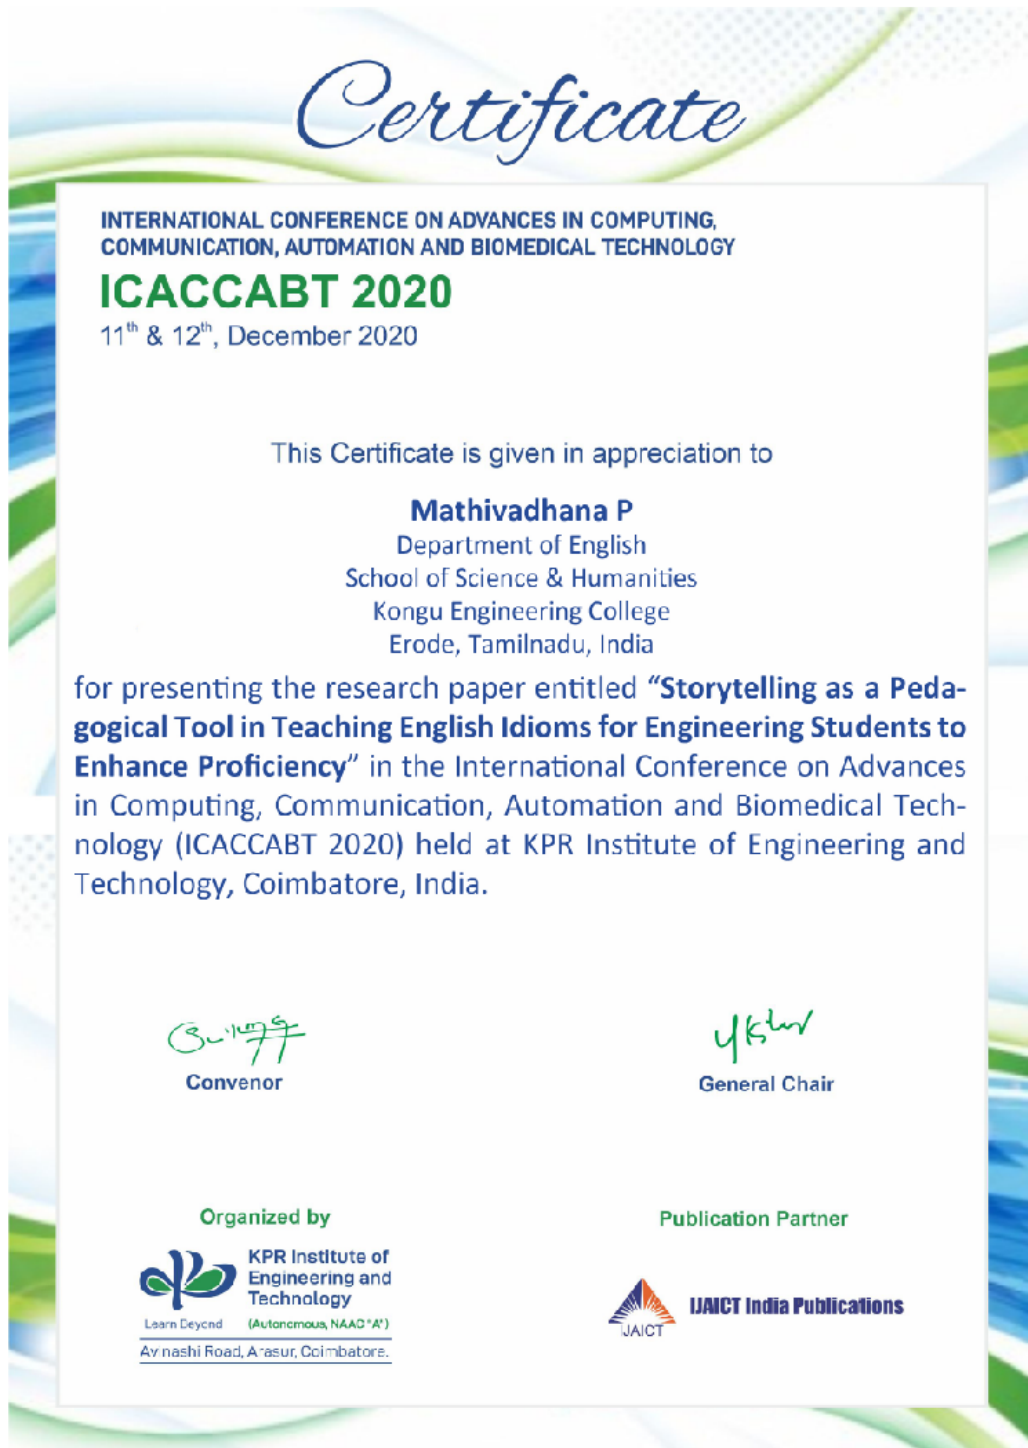 Certificate
INTERNATIONAL CONFERENCE ON ADVANCES IN COMPUTING,
COMMUNICATION, AUTOMATION AND BIOMEDICAL TECHNOLOGY
ICACCABT 2020
11th & 12th, December 2020
This Certificate is given in appreciation to
Mathivadhana P
Department of English
School of Science & Humanities
Kongu Engineering College
Erode, Tamilnadu, India
for presenting the research paper entitled “Storytelling as a Peda-
gogical Tool in Teaching English Idioms for Engineering Students to
Enhance Proficiency” in the International Conference on Advances
in Computing, Communication, Automation and Biomedical Tech-
nology (ICACCABT 2020) held at KPR Institute of Engineering and
Technology, Coimbatore, India.
Convenor
General Chair
Organized by
KPR Institute of
Engineering and
Technology
Learn Beyond
(Autonomous, NAAC "A")
Avinashi Road, Arasur, Coimbatore.
Publication Partner
IJAICT
IJAICT India Publications